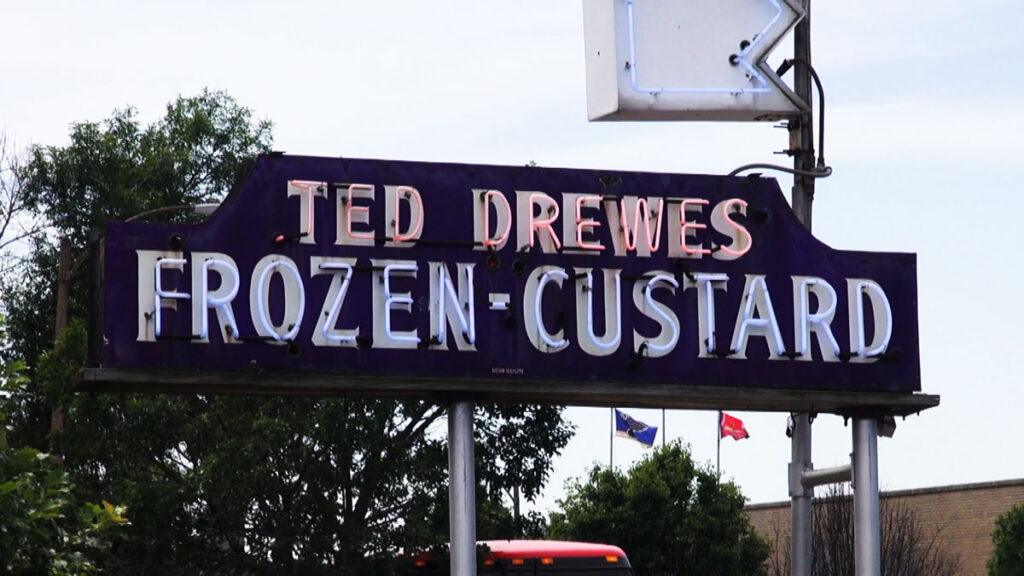 TED DREWES
FROZEN-CUSTARD